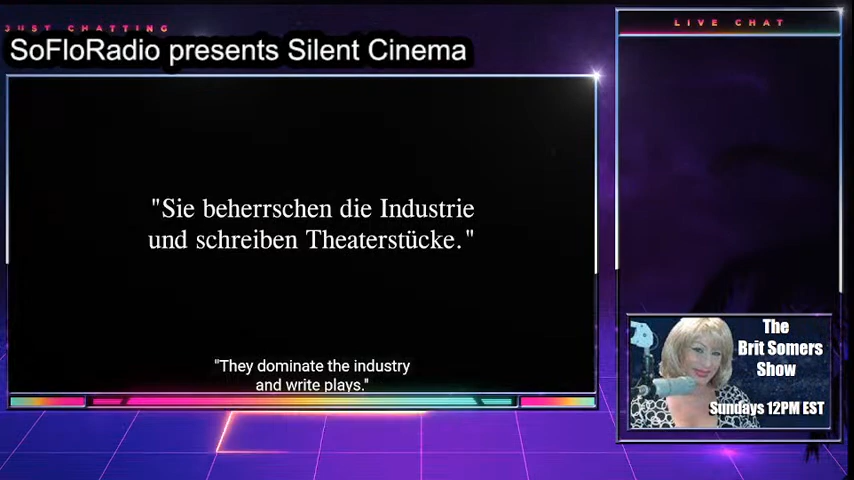 JUST CHATTING
SoFloRadio presents Silent Cinema
LIVE CHAT
"Sie beherrschen die Industrie
und schreiben Theaterstücke."
"They dominate the industry
and write plays."
The
Brit Somers
Show
Sundays 12PM EST